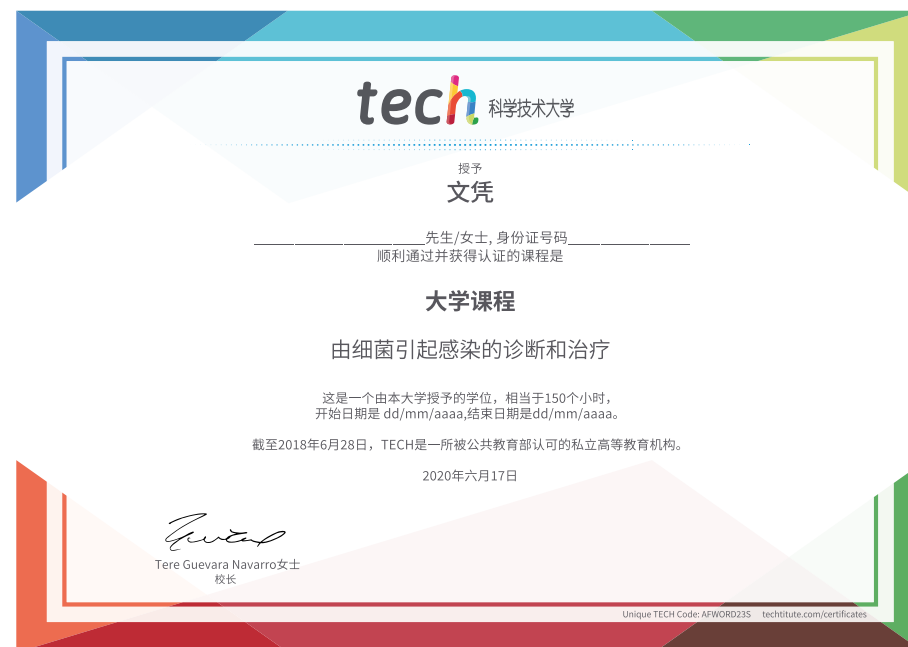 tech 科学技术大学
授予
文凭
先生/女士, 身份证号码
顺利通过并获得认证的课程是
大学课程
由细菌引起感染的诊断和治疗
这是一个由本大学授予的学位，相当于150个小时，
开始日期是 dd/mm/aaaa,结束日期是dd/mm/aaaa。
截至2018年6月28日，TECH是一所被公共教育部认可的私立高等教育机构。
2020年六月17日
Tere Guevara Navarro女士
校长
Unique TECH Code: AFWORD23S techtitute.com/certificates